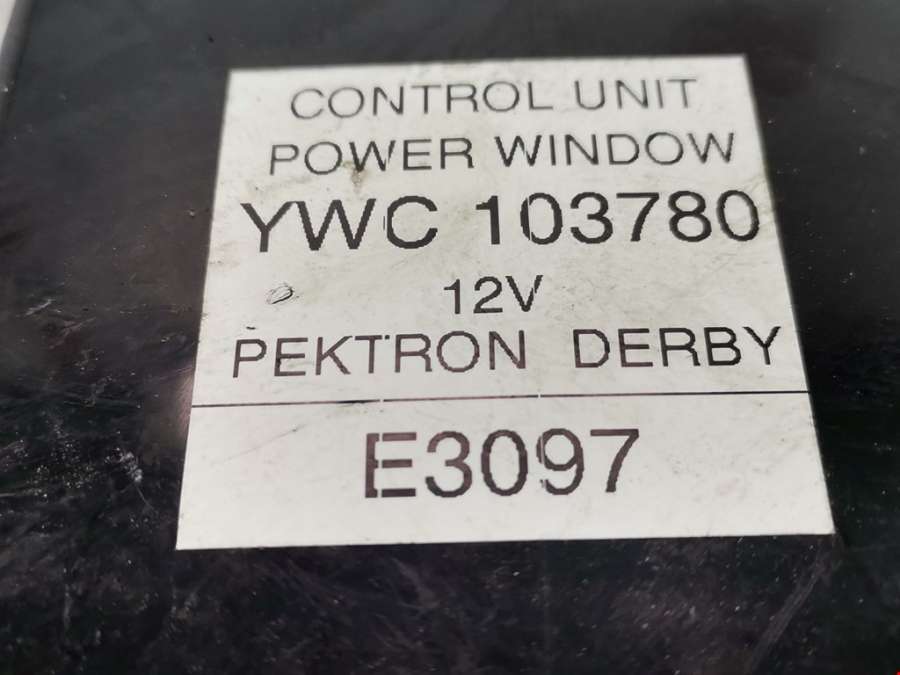 CONTROL UNIT
POWER WINDOW
YWC 103780
12V
PEKTRON DERBY
E3097